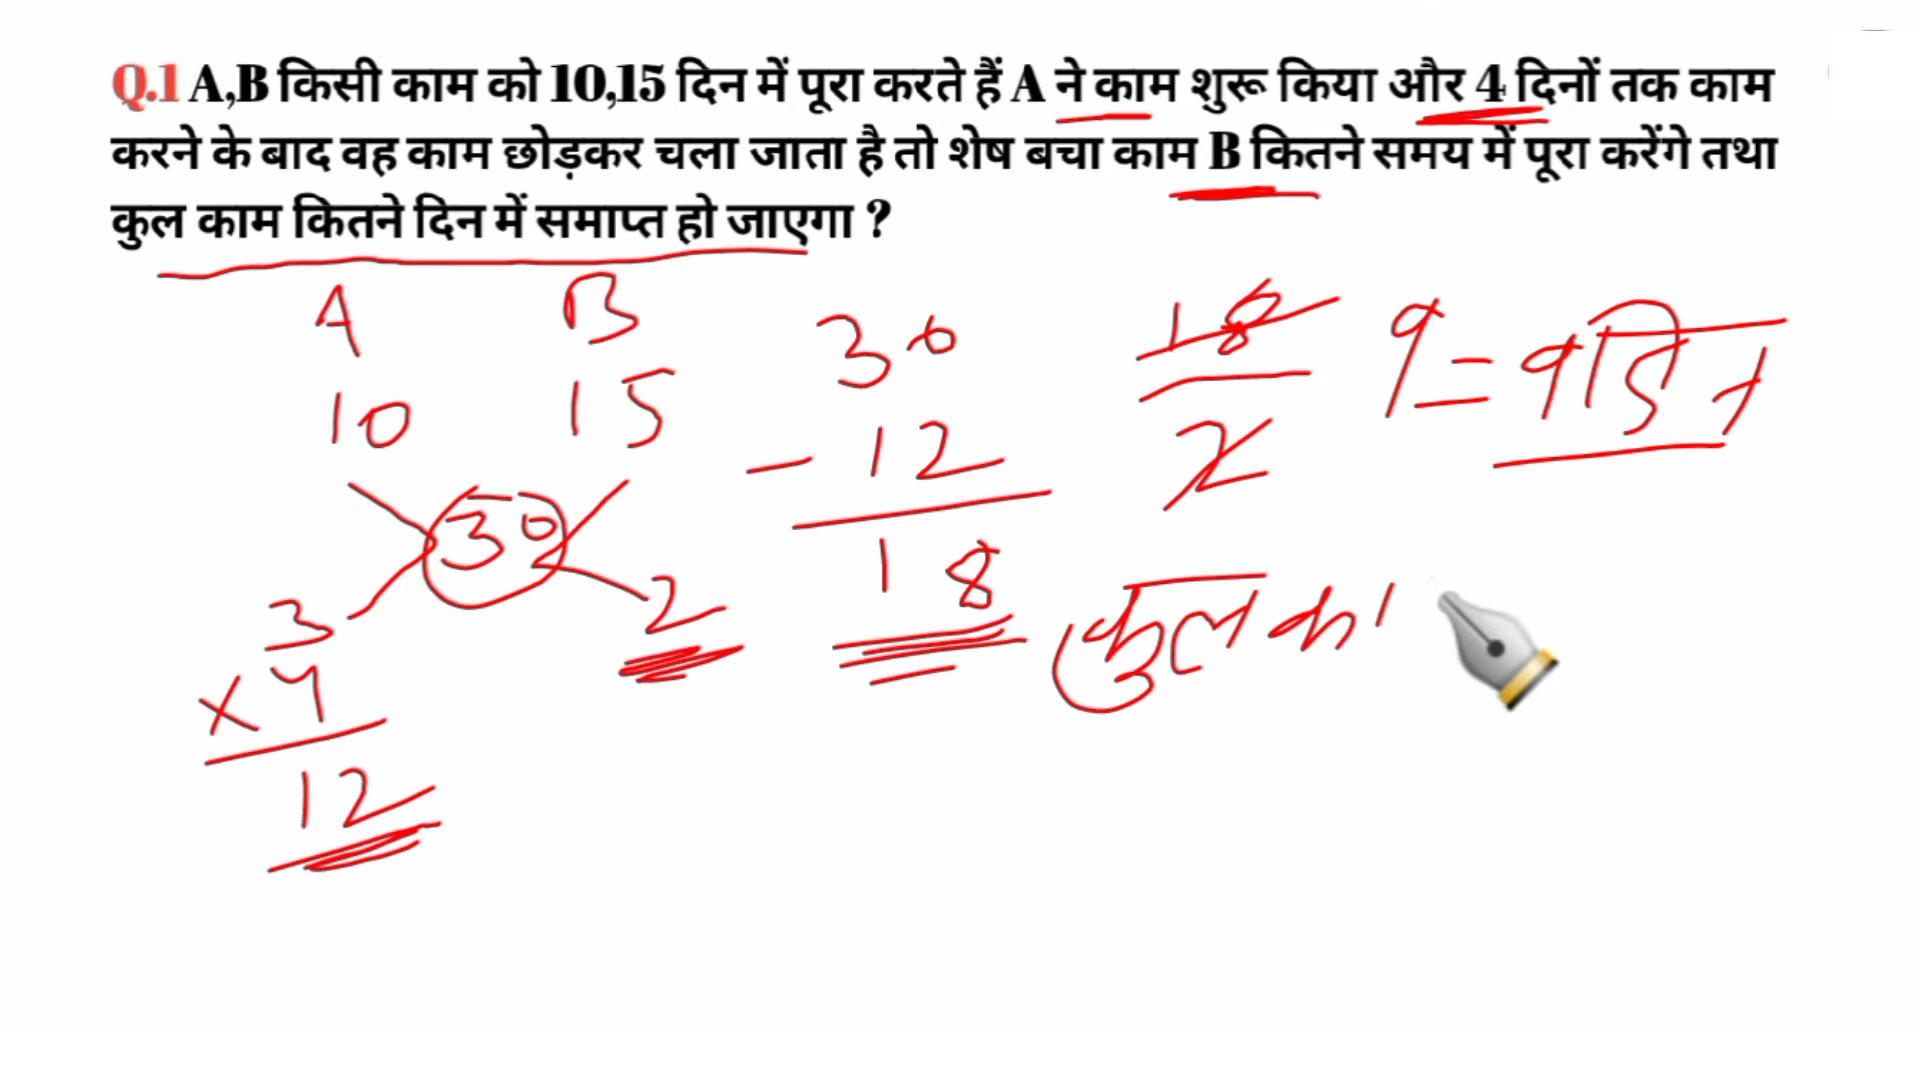 Q.1 A,B किसी काम को 10,15 दिन में पूरा करते हैं A ने काम शुरू किया और 4 दिनों तक काम
करने के बाद वह काम छोड़कर चला जाता है तो शेष बचा काम B कितने समय में पूरा करेंगे तथा
कुल काम कितने दिन में समाप्त हो जाएगा ?
A B
10 15
30
3 2
× 4
12
30
- 12
18
18
2
9 = 9 दिन
कुल का